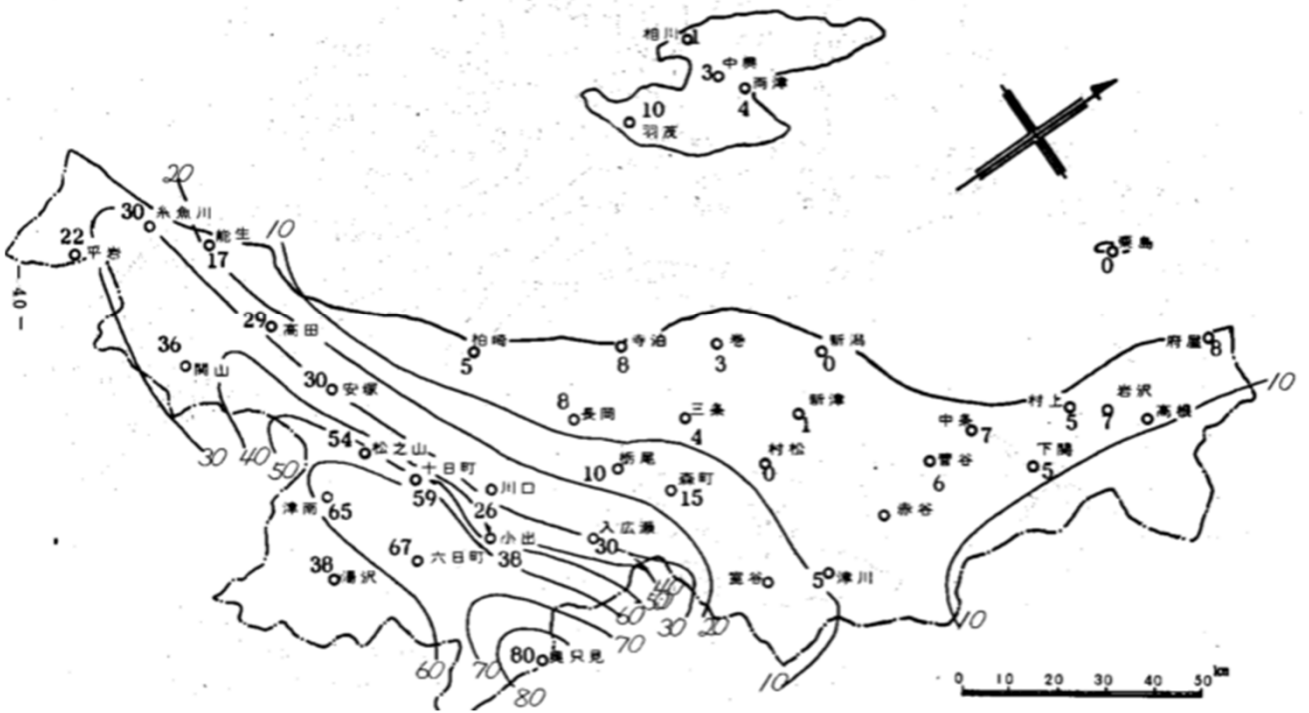 相川 1
3 中興
両津
4
10
羽茂
20
30 糸魚川
能生
17
10
22
平岩
粟島
0
— 40 —
29 高田
36
関山
30 安塚
柏崎
5
寺泊
8
巻
3
新潟
0
府屋
8
岩沢
7
高根
10
村上
5
8
長岡
三条
4
新津
1
中条
7
下関
5
菅谷
6
赤谷
村松
0
栃尾
10
森町
15
54
松之山
十日町
59
川口
26
30
40
50
津南
65
小出
38
入広瀬
30
67
六日町
38
湯沢
室谷
5 津川
40
50
60
30
20
70
10
10
60
70
80 奥只見
80
0 10 20 30 40 50 km